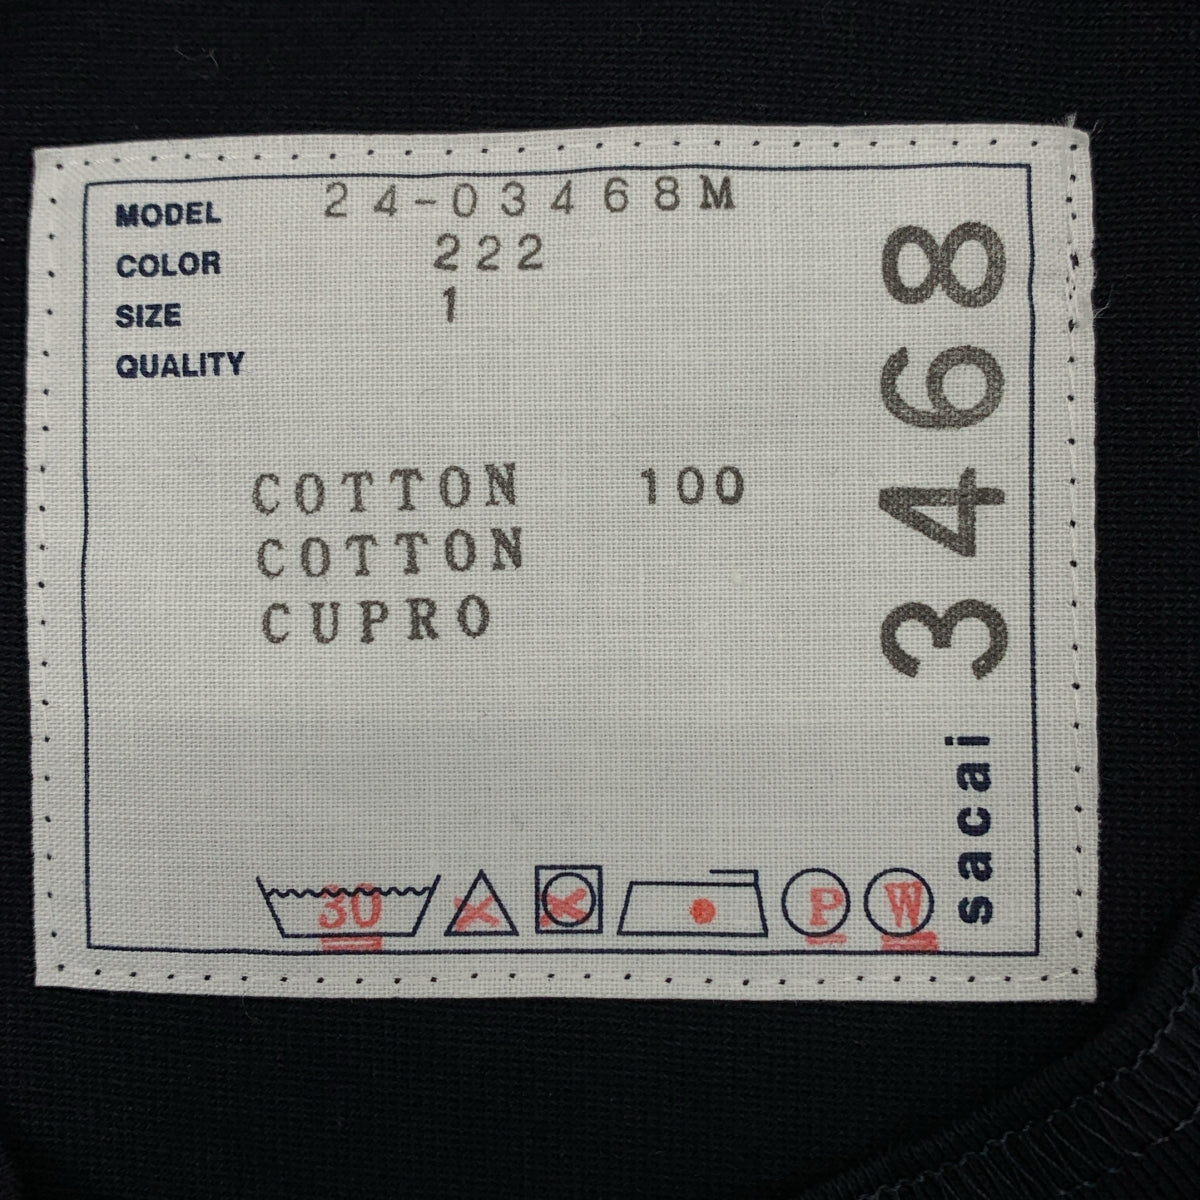 MODEL 24-03468M
COLOR 222
SIZE 1
QUALITY
COTTON 100
COTTON
CUPRO
30
P
W
sacai 3468